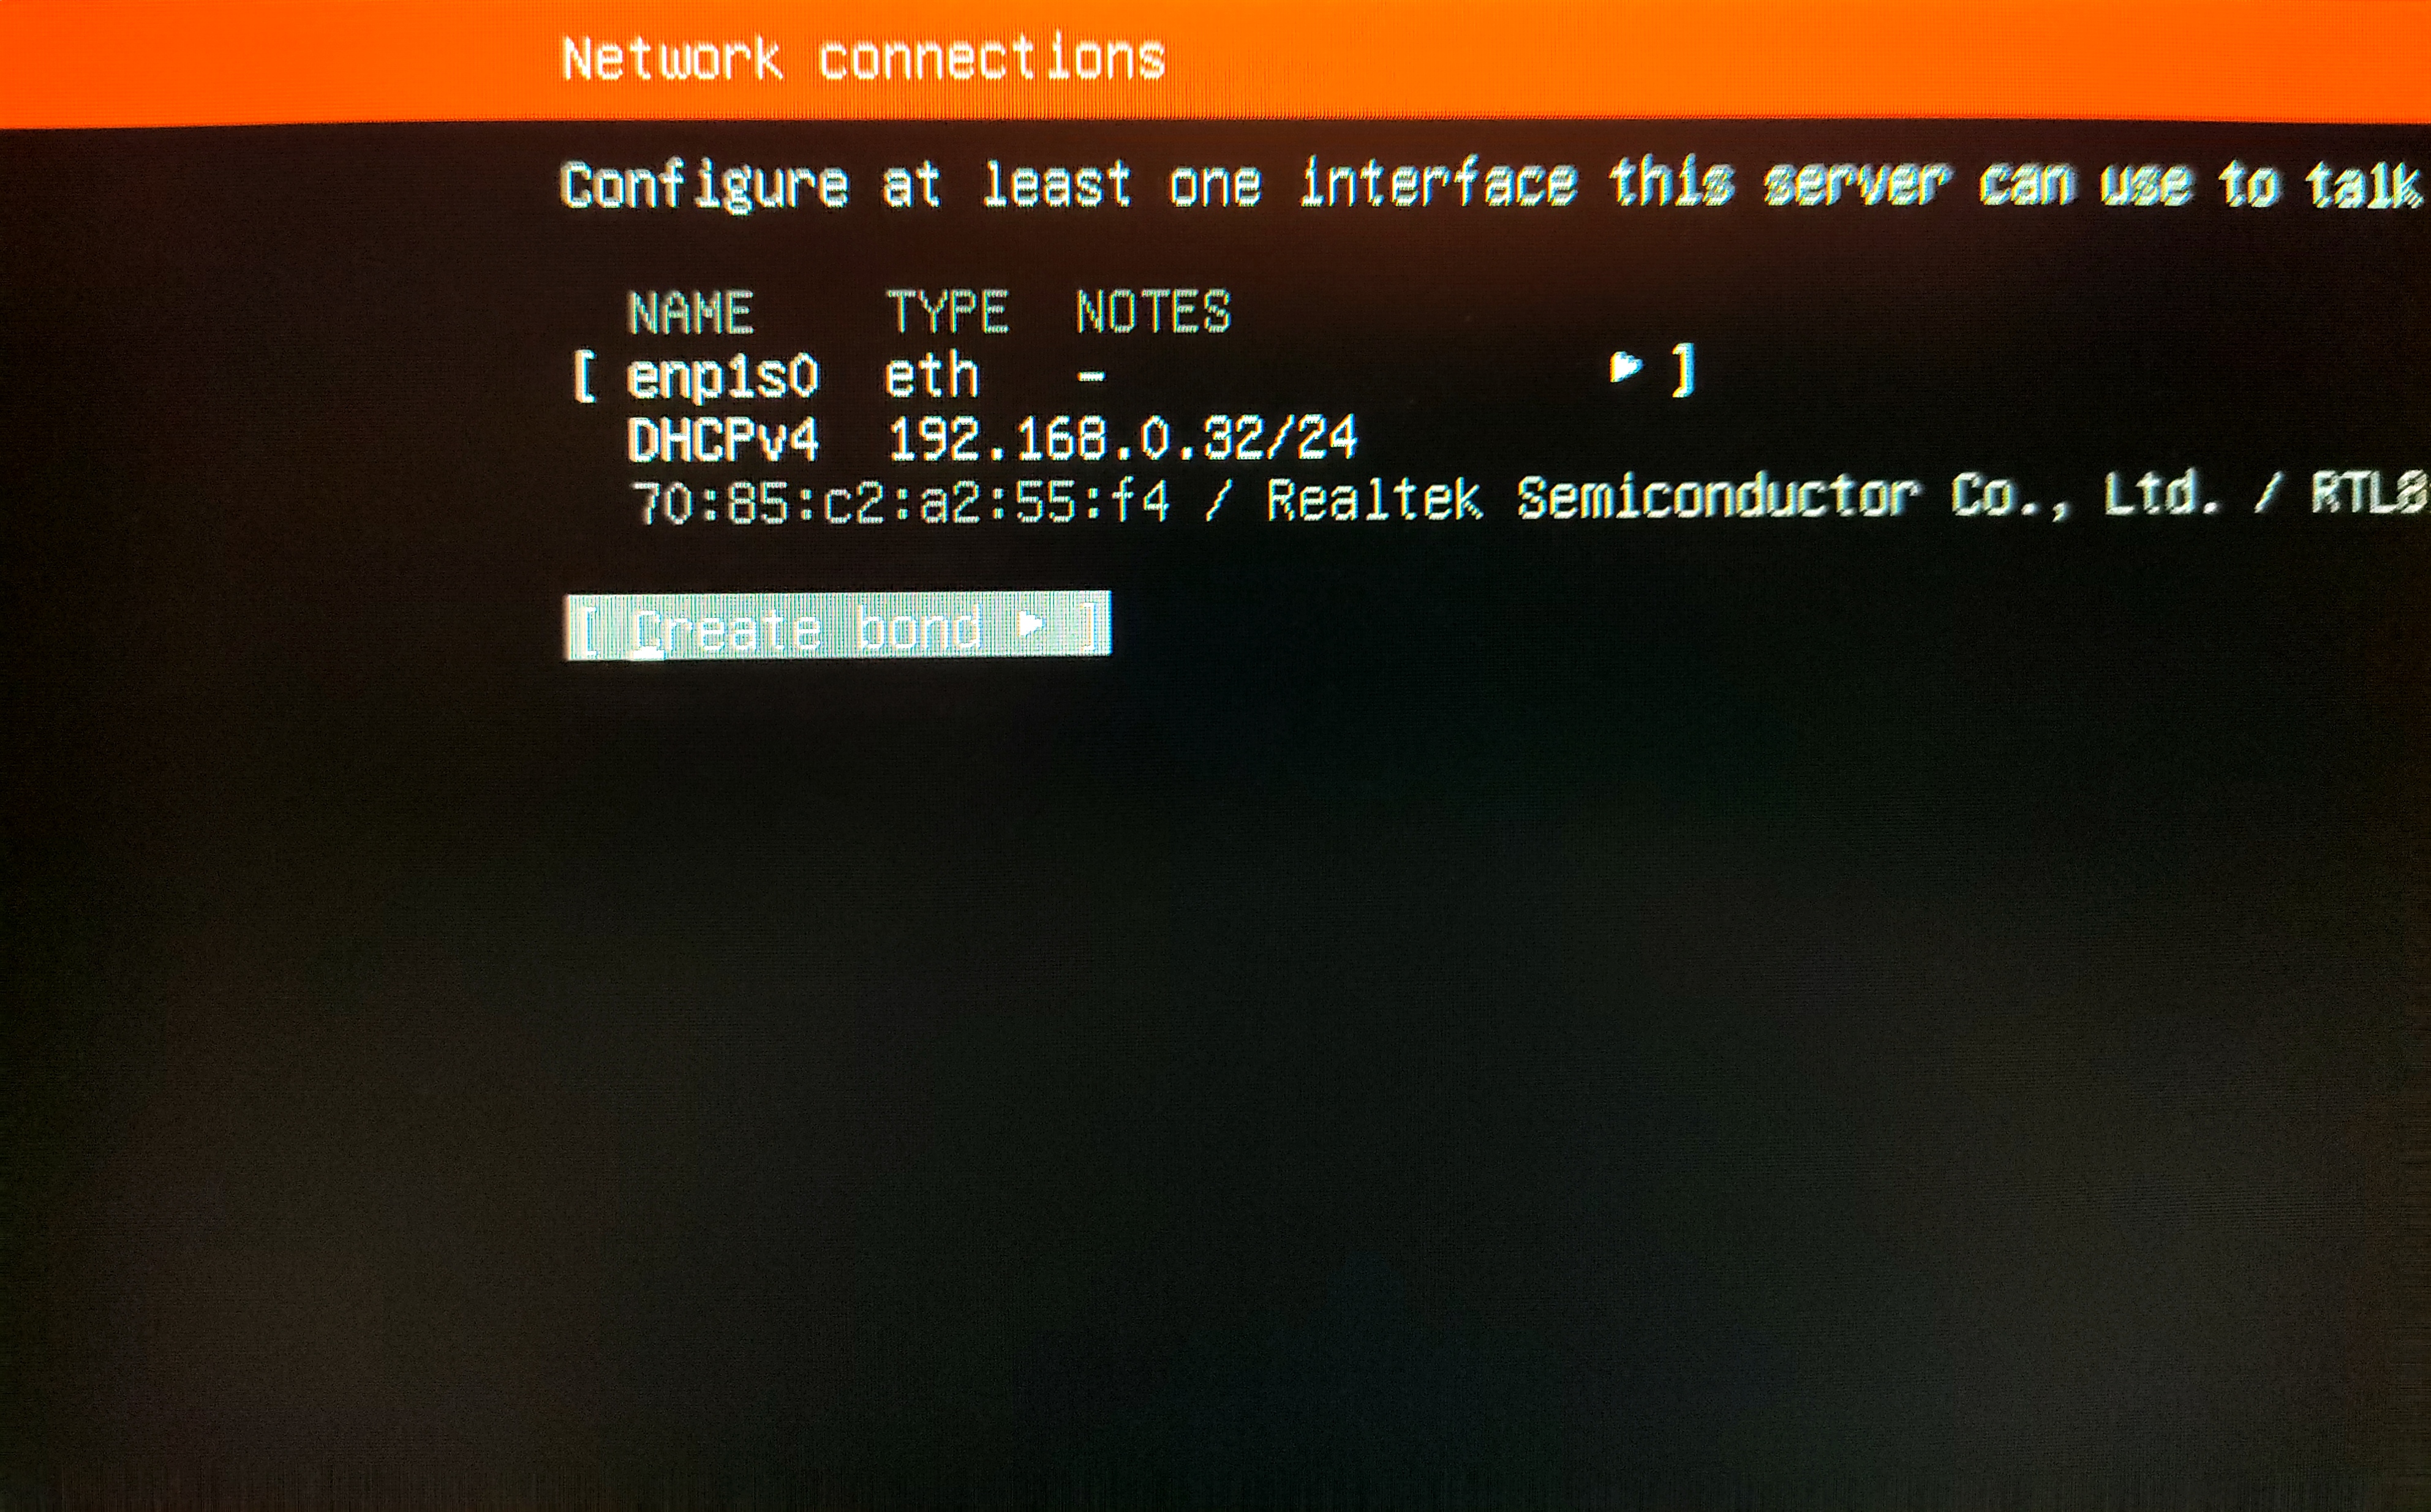 Network connections
Configure at least one interface this server can use to talk
NAME TYPE NOTES
[ enp1s0 eth - ▸ ]
DHCPv4 192.168.0.32/24
70:85:c2:a2:55:f4 / Realtek Semiconductor Co., Ltd. /
[ Create bond ▸ ]